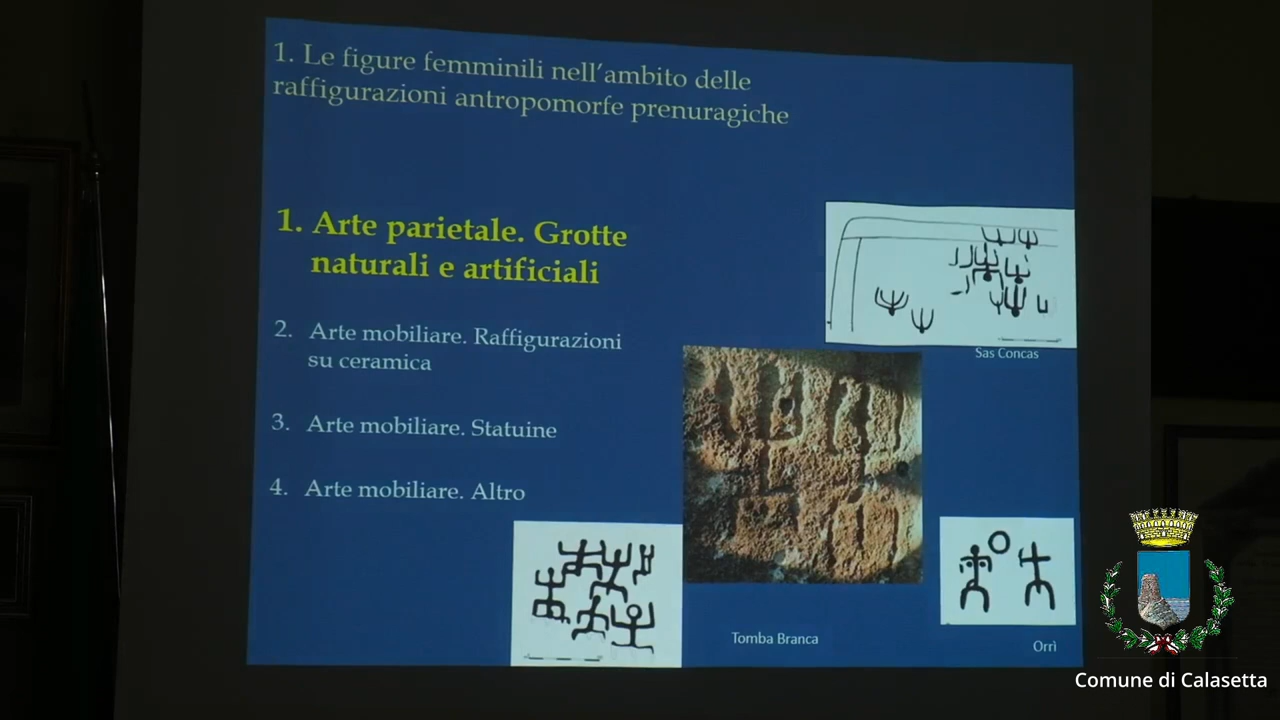 1. Le figure femminili nell'ambito delle
raffigurazioni antropomorfe prenuragiche
1. Arte parietale. Grotte
naturali e artificiali
2. Arte mobiliare. Raffigurazioni
su ceramica
3. Arte mobiliare. Statuine
4. Arte mobiliare. Altro
Sas Concas
Tomba Branca
Orrì
Comune di Calasetta